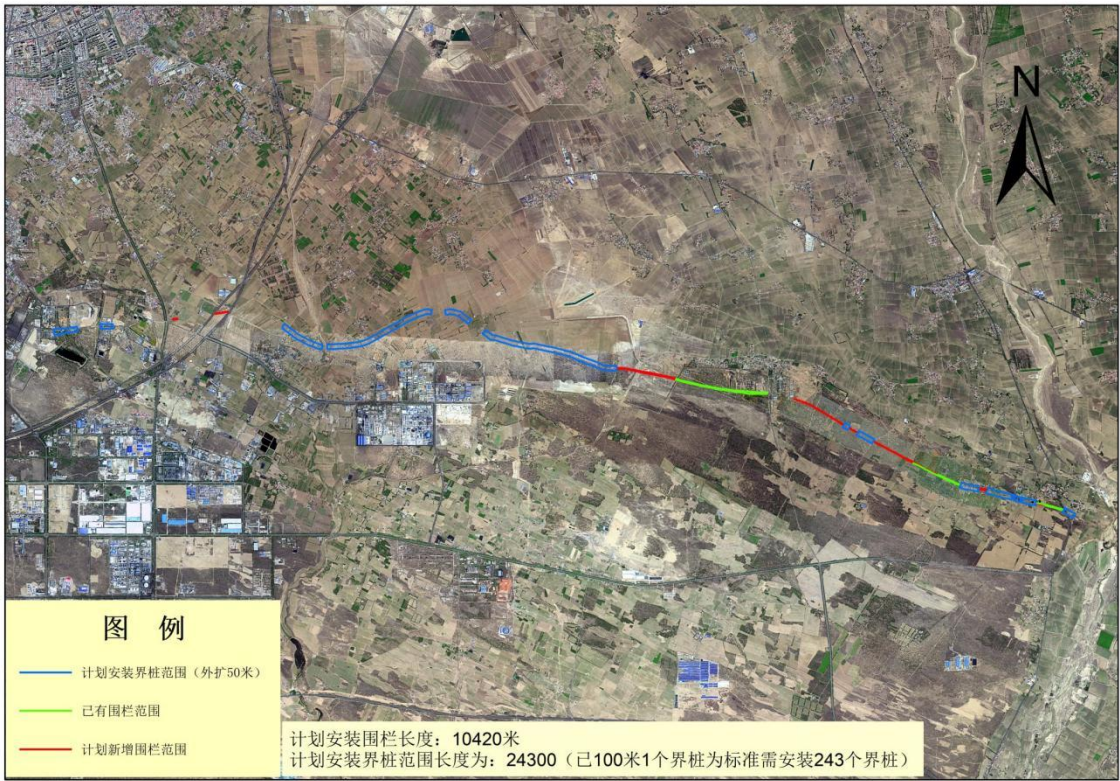 N
图 例
计划安装界桩范围（外扩50米）
已有围栏范围
计划新增围栏范围
计划安装围栏长度：10420米
计划安装界桩范围长度为：24300（已100米1个界桩为标准需安装243个界桩）